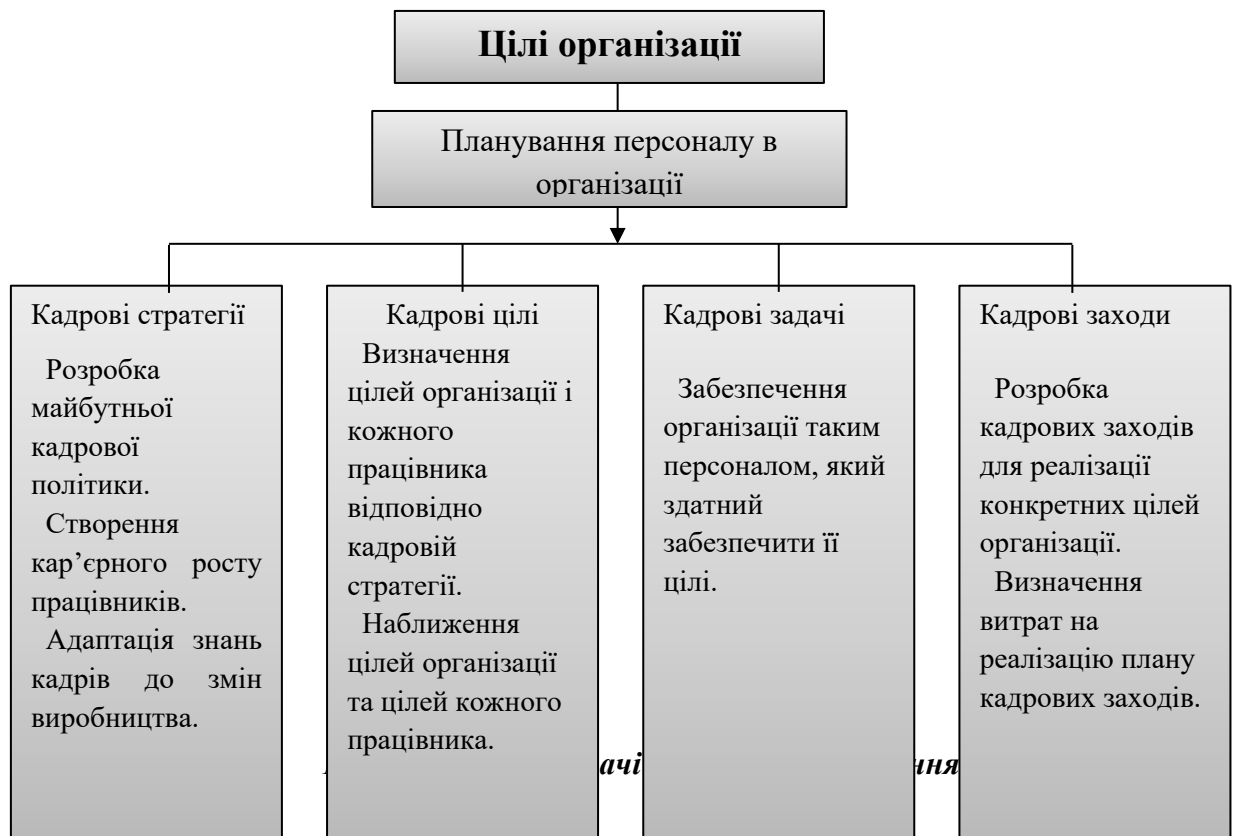 Цілі організації
Планування персоналу в
організації
Кадрові стратегії
Розробка
майбутньої
кадрової
політики.
Створення
кар’єрного росту
працівників.
Адаптація знань
кадрів до змін
виробництва.
Кадрові цілі
Визначення
цілей організації і
кожного
працівника
відповідно
кадровій
стратегії.
Наближення
цілей організації
та цілей кожного
працівника.
Кадрові задачі
Забезпечення
організації таким
персоналом, який
здатний
забезпечити її
цілі.
Кадрові заходи
Розробка
кадрових заходів
для реалізації
конкретних цілей
організації.
Визначення
витрат на
реалізацію плану
кадрових заходів.